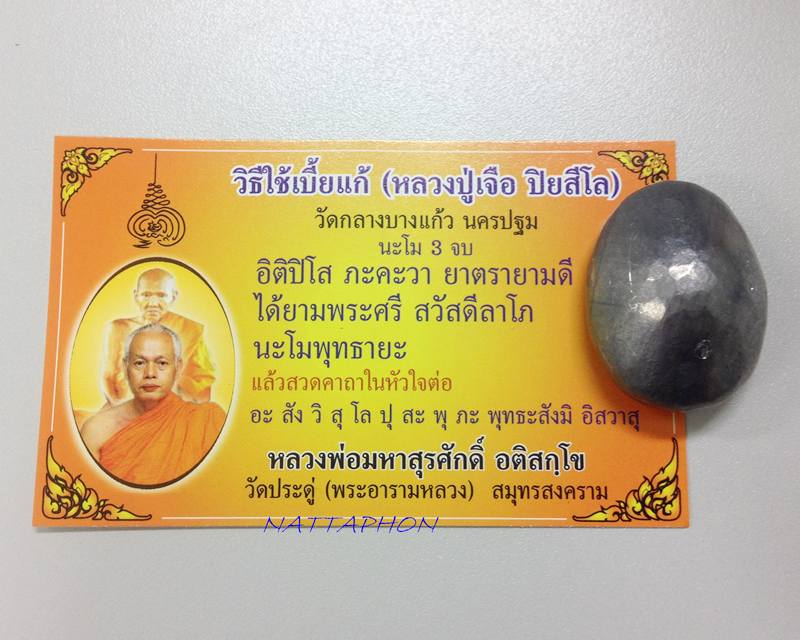 วิธีใช้เบี้ยแก้ (หลวงปู่เจือ ปิยสีโล)
วัดกลางบางแก้ว นครปฐม
นะโม 3 จบ
อิติปิโส ภะคะวา ยาตรายามดี
ได้ยามพระศรี สวัสดีลาโภ
นะโมพุทธายะ
แล้วสวดคาถาในหัวใจต่อ
อะ สัง วิ สุ โล ปุ สะ พุ ภะ พุทธะสังมิ อิสวาสุ
หลวงพ่อมหาสุรศักดิ์ อติสกฺโข
วัดประดู่ (พระอารามหลวง) สมุทรสงคราม
NATTAPHON